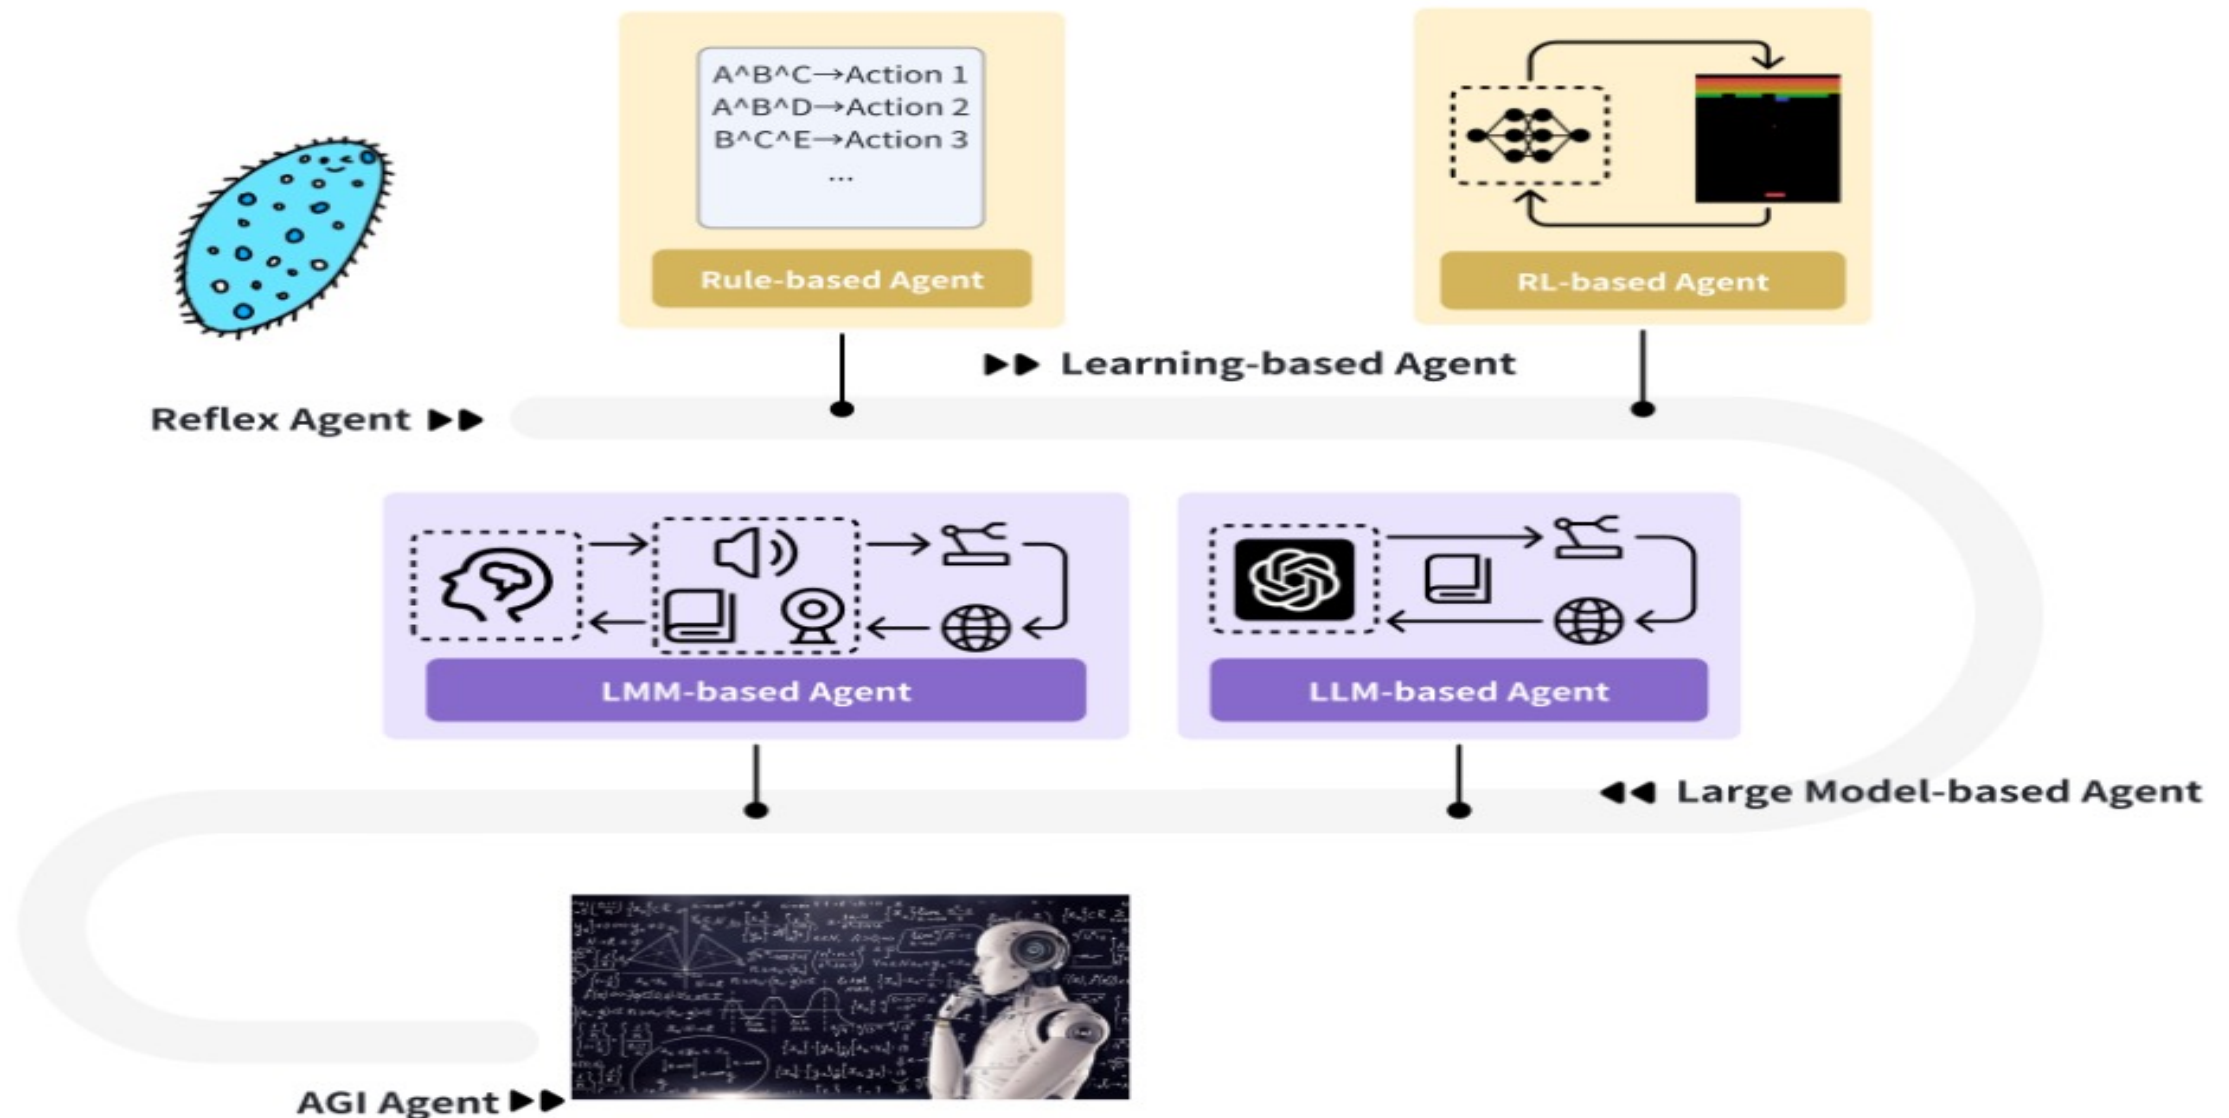 A^B^C→Action 1
A^B^D→Action 2
B^C^E→Action 3
...
Rule-based Agent
RL-based Agent
Learning-based Agent
Reflex Agent
LMM-based Agent
LLM-based Agent
Large Model-based Agent
AGI Agent